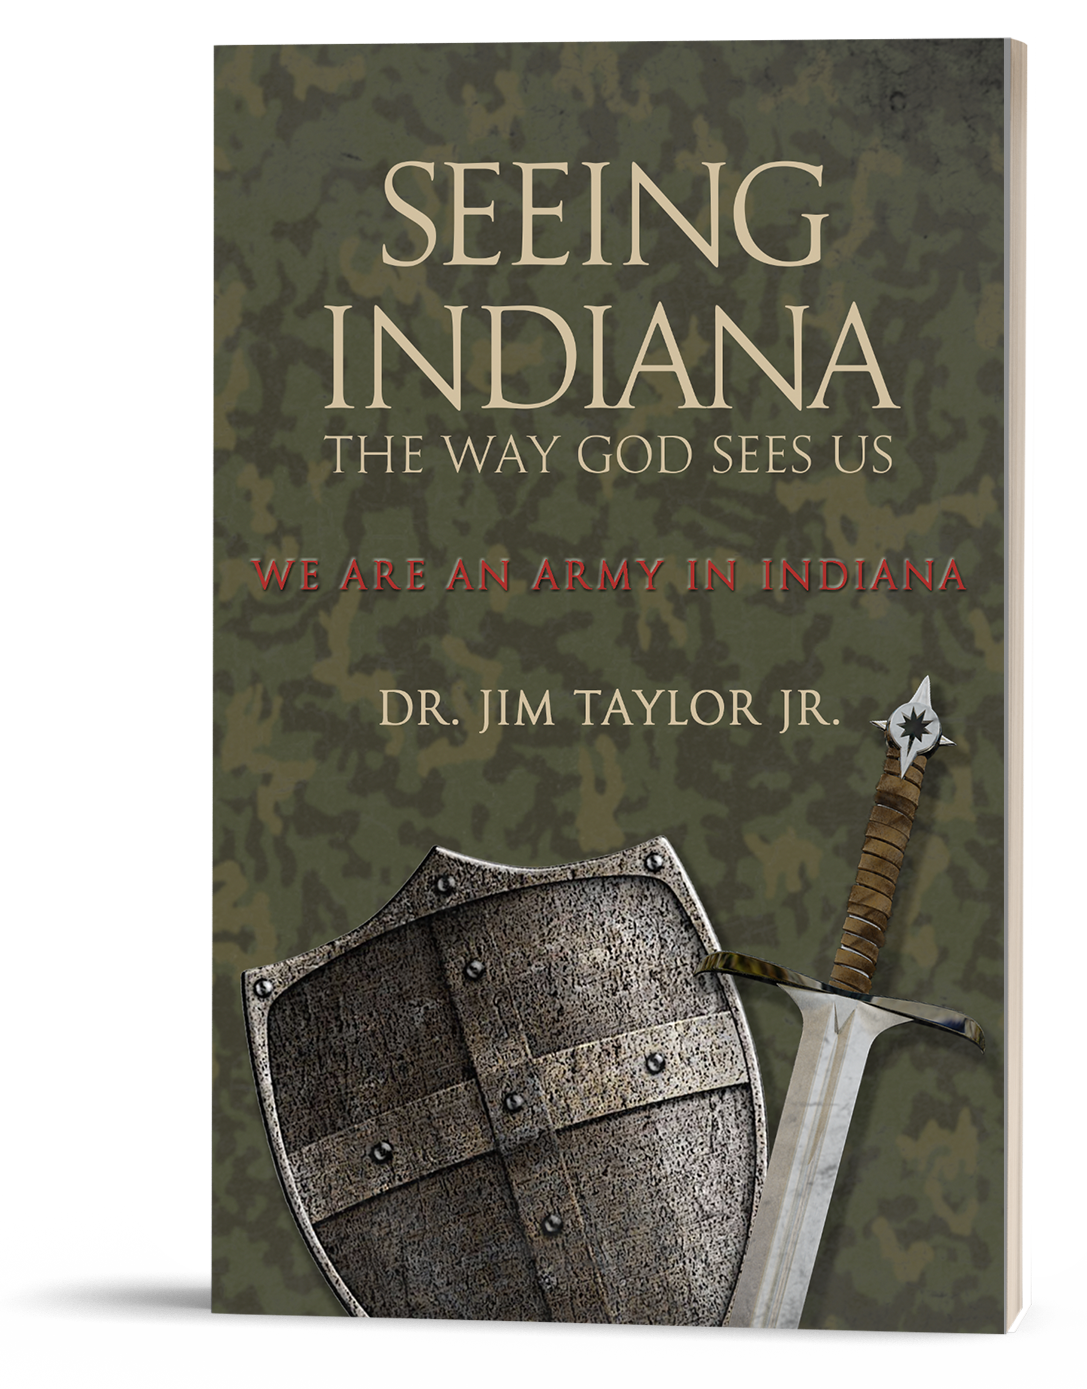 SEEING
INDIANA
THE WAY GOD SEES US
WE ARE AN ARMY IN INDIANA
DR. JIM TAYLOR JR.